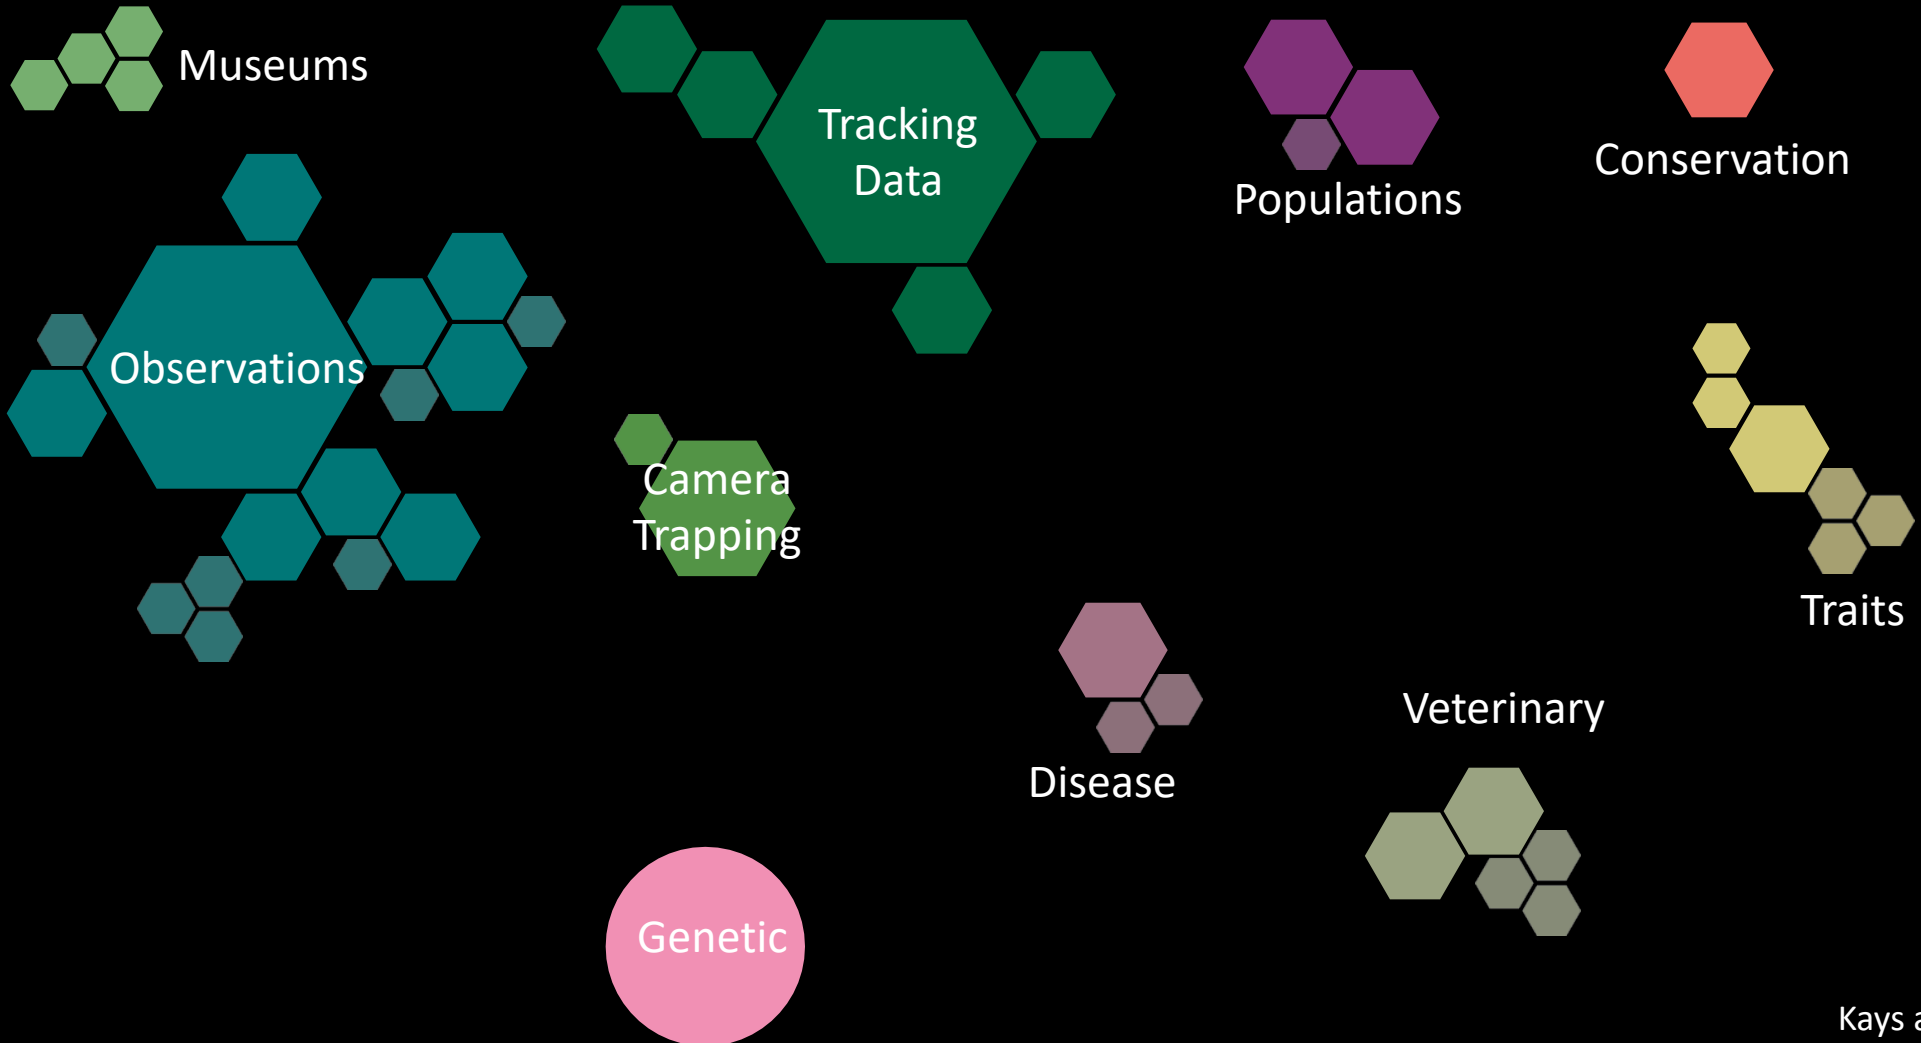 Museums
Tracking
Data
Populations
Conservation
Observations
Camera
Trapping
Traits
Disease
Veterinary
Genetic
Kays a